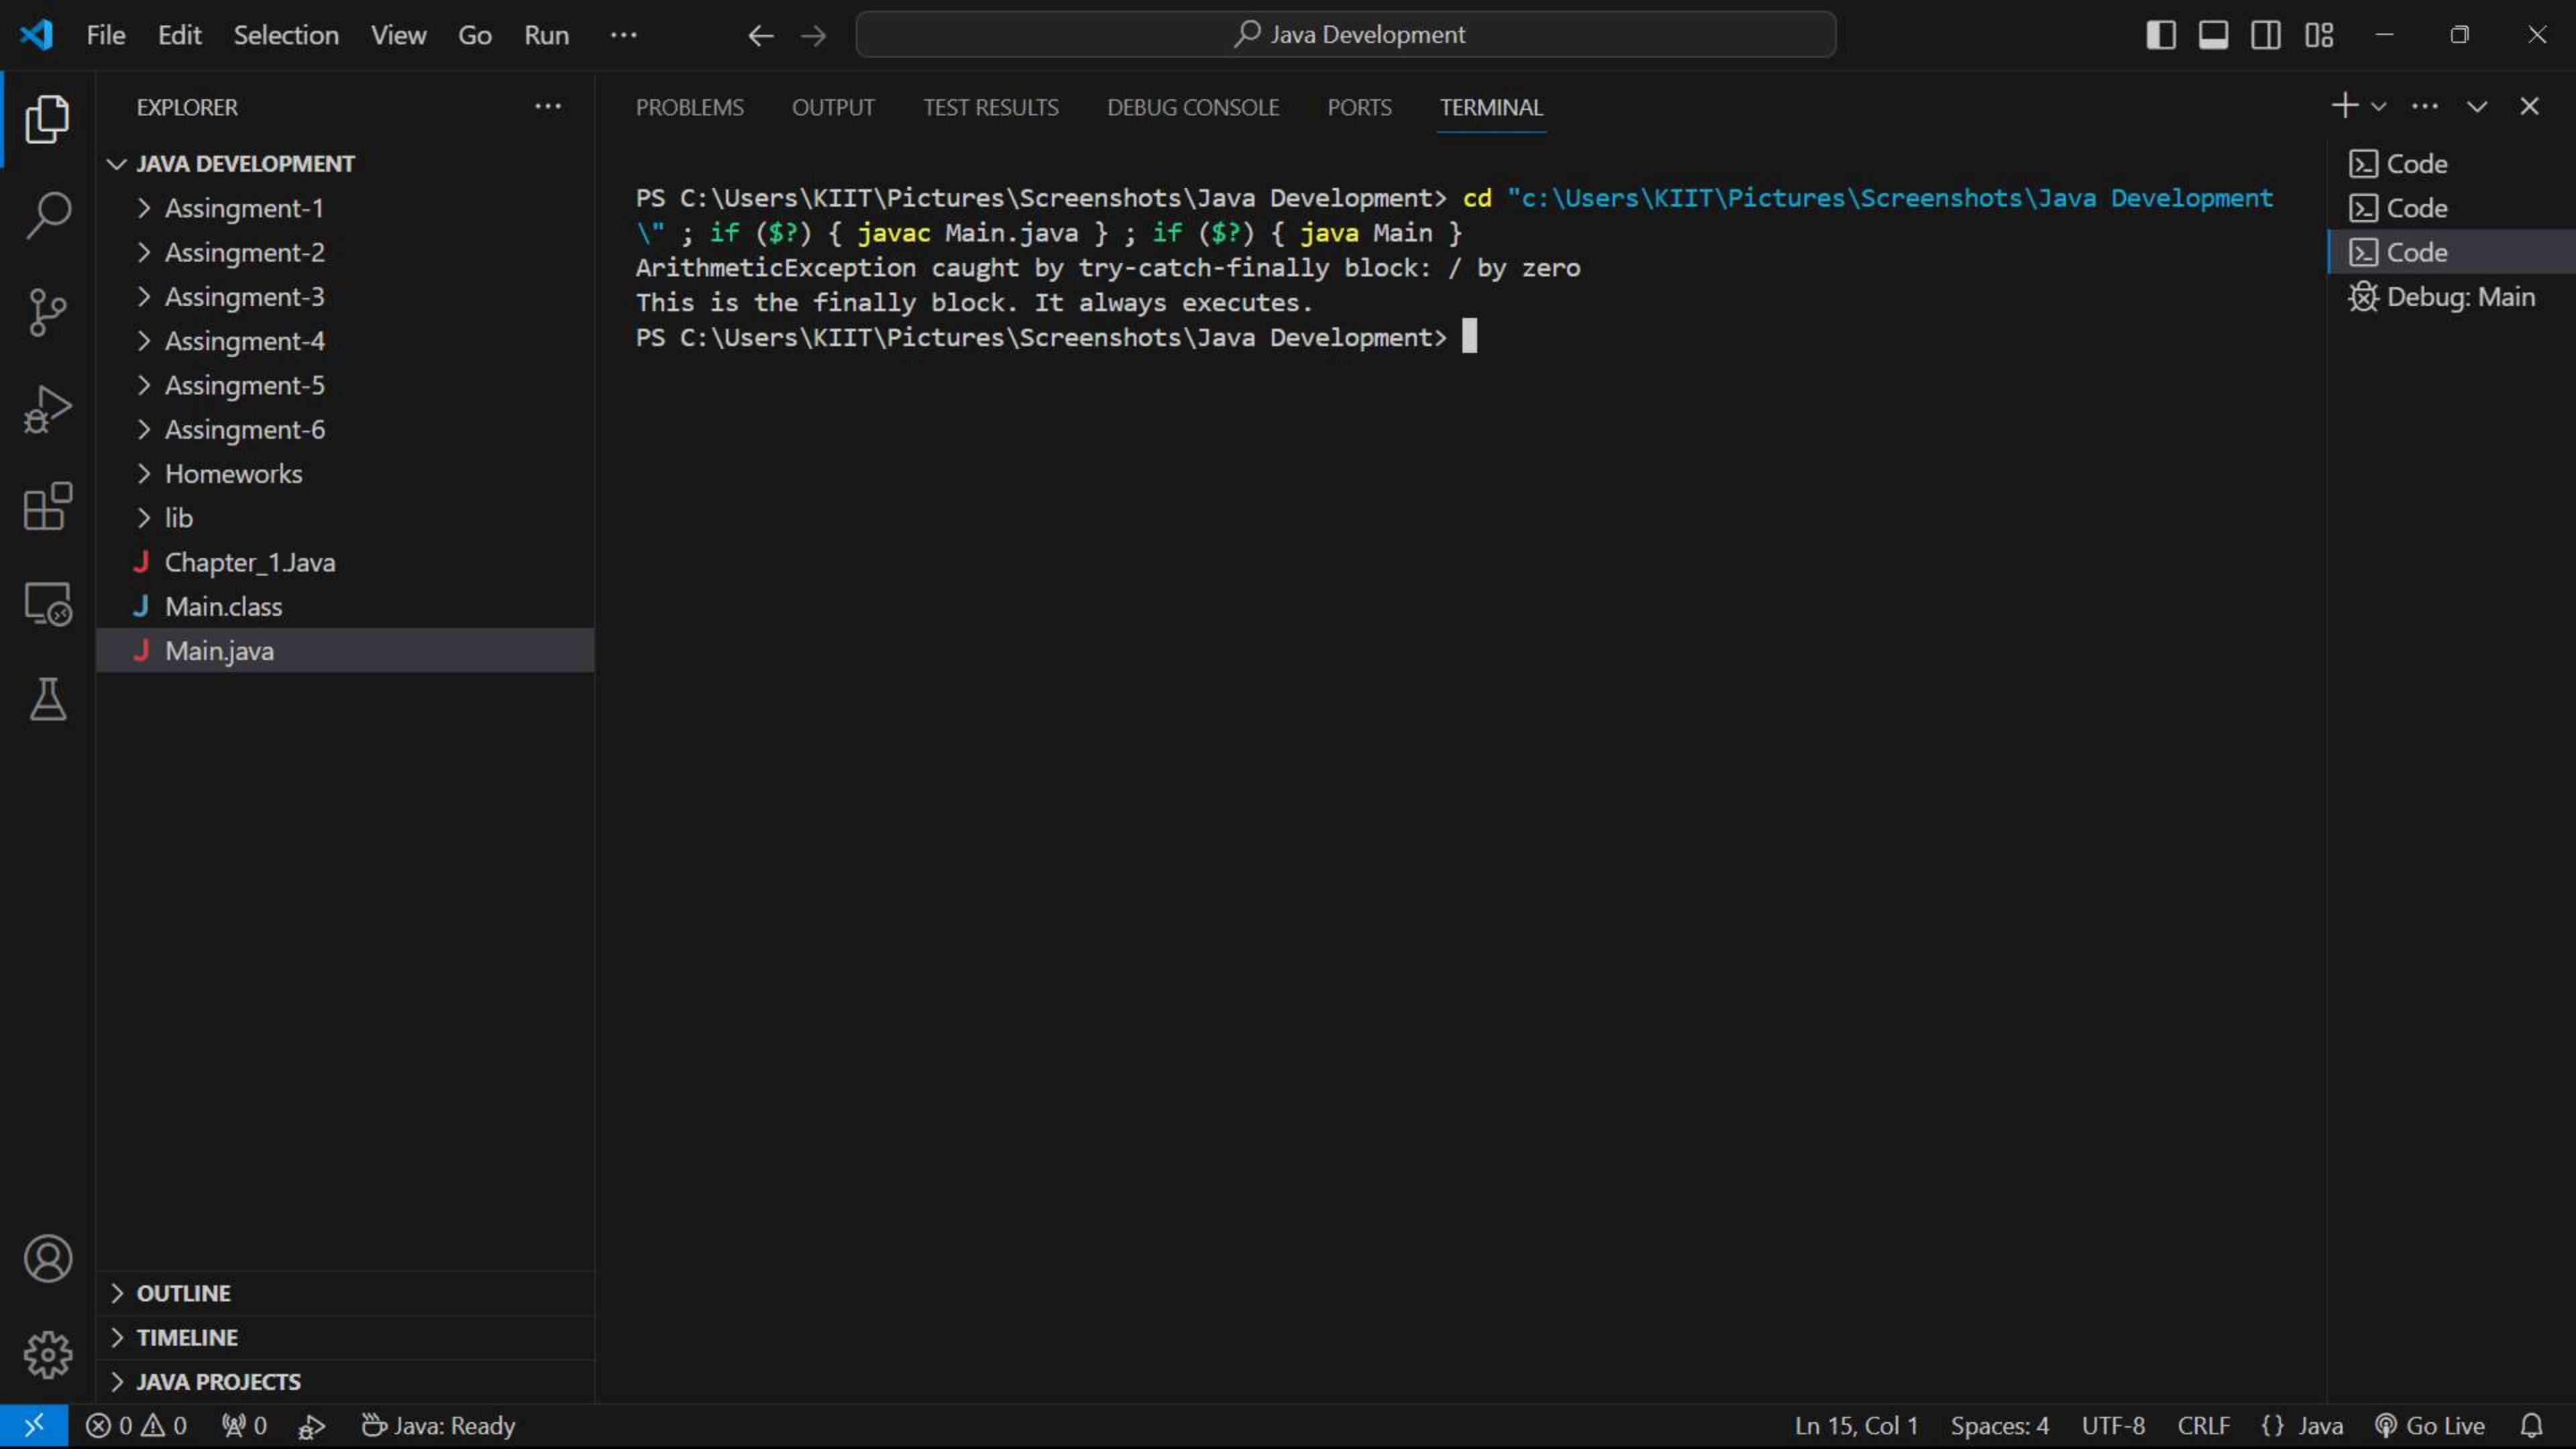 File Edit Selection View Go Run ···
Java Development
EXPLORER ···
JAVA DEVELOPMENT
Assingment-1
Assingment-2
Assingment-3
Assingment-4
Assingment-5
Assingment-6
Homeworks
lib
J Chapter_1.Java
J Main.class
J Main.java
OUTLINE
TIMELINE
JAVA PROJECTS
PROBLEMS OUTPUT TEST RESULTS DEBUG CONSOLE PORTS TERMINAL
PS C:\Users\KIIT\Pictures\Screenshots\Java Development> cd "c:\Users\KIIT\Pictures\Screenshots\Java Development
\" ; if ($?) { javac Main.java } ; if ($?) { java Main }
ArithmeticException caught by try-catch-finally block: / by zero
This is the finally block. It always executes.
PS C:\Users\KIIT\Pictures\Screenshots\Java Development>
Code
Code
Code
Debug: Main
0 0 0 Java: Ready
Ln 15, Col 1 Spaces: 4 UTF-8 CRLF {} Java Go Live